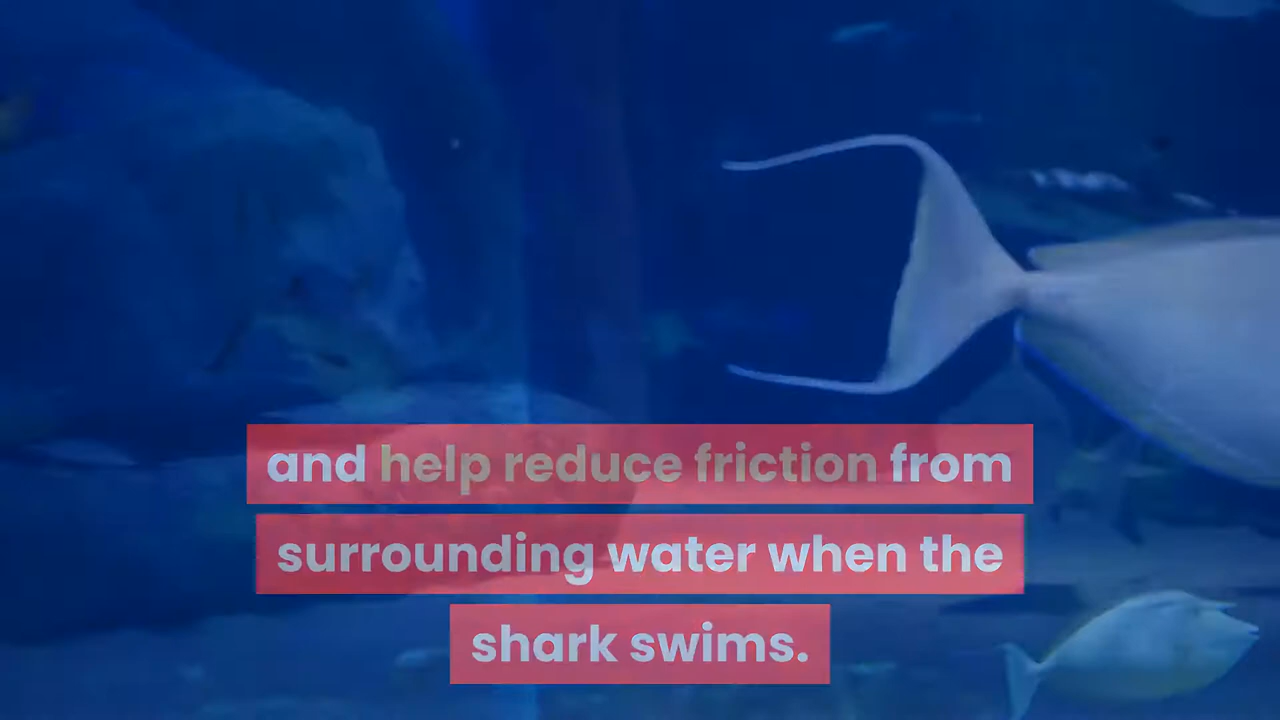 and help reduce friction from
surrounding water when the
shark swims.